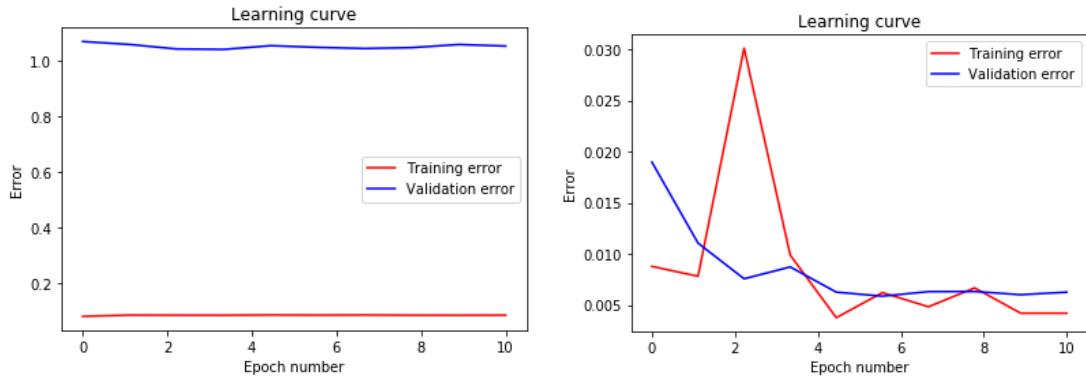 Learning curve
1.0
0.8
0.6
0.4
0.2
Error
Training error
Validation error
0 2 4 6 8 10
Epoch number
Learning curve
0.030
0.025
0.020
0.015
0.010
0.005
Error
Training error
Validation error
0 2 4 6 8 10
Epoch number